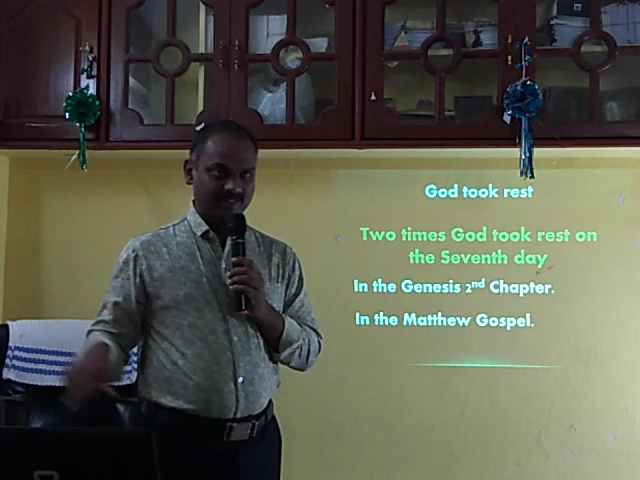 God took rest
Two times God took rest on
the Seventh day
In the Genesis 2nd Chapter.
In the Matthew Gospel.